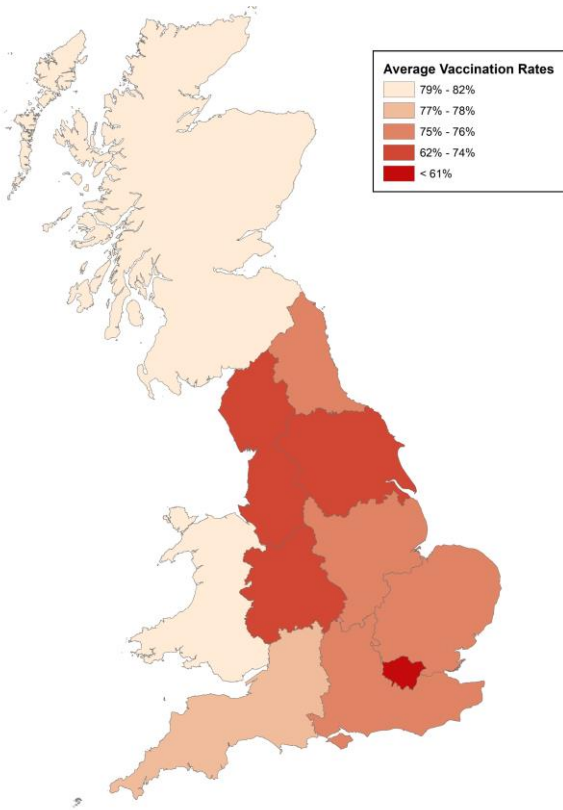 Average Vaccination Rates
79% - 82%
77% - 78%
75% - 76%
62% - 74%
< 61%